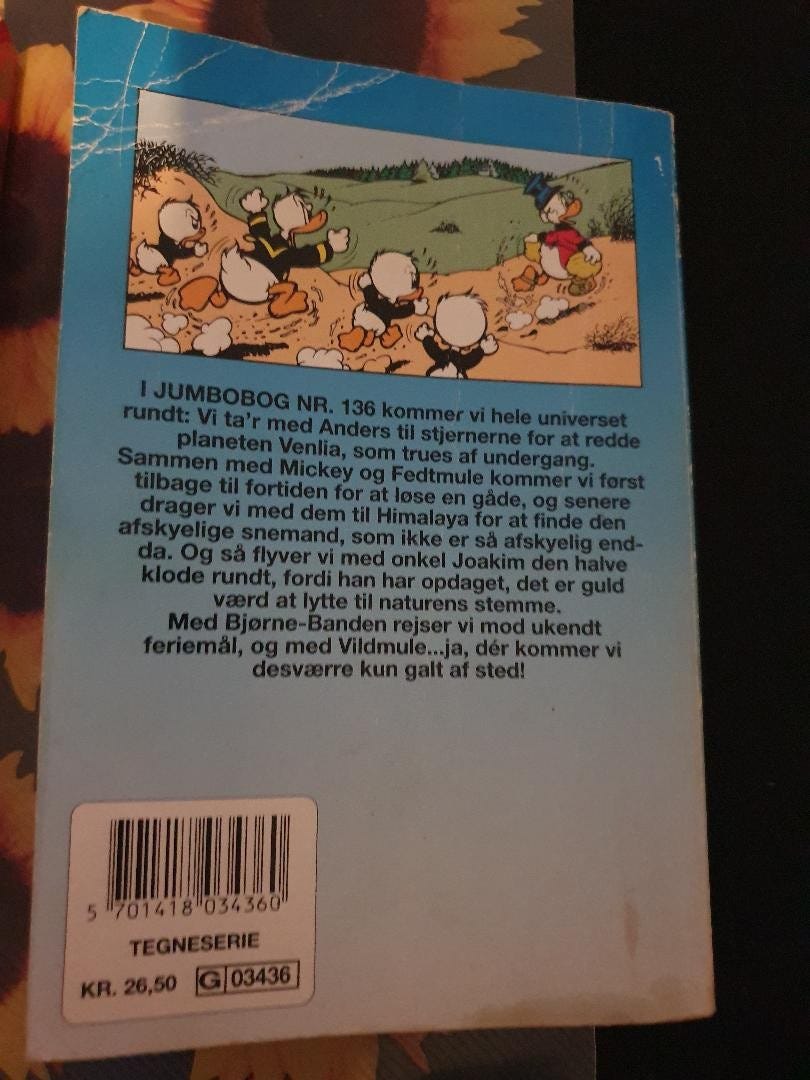 I JUMBOBOG NR. 136 kommer vi hele universet
rundt: Vi ta'r med Anders til stjernerne for at redde
planeten Venlia, som trues af undergang.
Sammen med Mickey og Fedtmule kommer vi først
tilbage til fortiden for at løse en gåde, og senere
drager vi med dem til Himalaya for at finde den
afskyelige snemand, som ikke er så afskyelig end-
da. Og så flyver vi med onkel Joakim den halve
klode rundt, fordi han har opdaget, det er guld
værd at lytte til naturens stemme.
Med Bjørne-Banden rejser vi mod ukendt
feriemål, og med Vildmule...ja, dér kommer vi
desværre kun galt af sted!
5 701418 034360
TEGNESERIE
KR. 26,50 G 03436